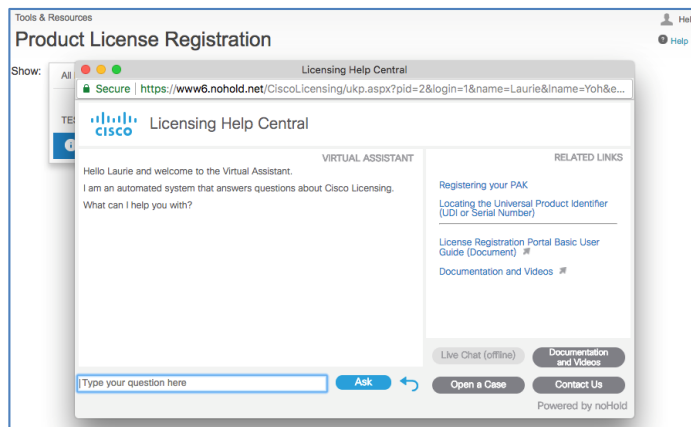 Tools & Resources
Hel
Product License Registration
Help
Show:
All
Licensing Help Central
Secure | https://www6.nohold.net/CiscoLicensing/ukp.aspx?pid=2&login=1&name=Laurie&lname=Yoh&e...
CISCO
Licensing Help Central
TES
VIRTUAL ASSISTANT
Hello Laurie and welcome to the Virtual Assistant.
I am an automated system that answers questions about Cisco Licensing.
What can I help you with?
RELATED LINKS
Registering your PAK
Locating the Universal Product Identifier
(UDI or Serial Number)
License Registration Portal Basic User
Guide (Document)
Documentation and Videos
Live Chat (offline)
Documentation
and Videos
Type your question here
Ask
Open a Case
Contact Us
Powered by noHold